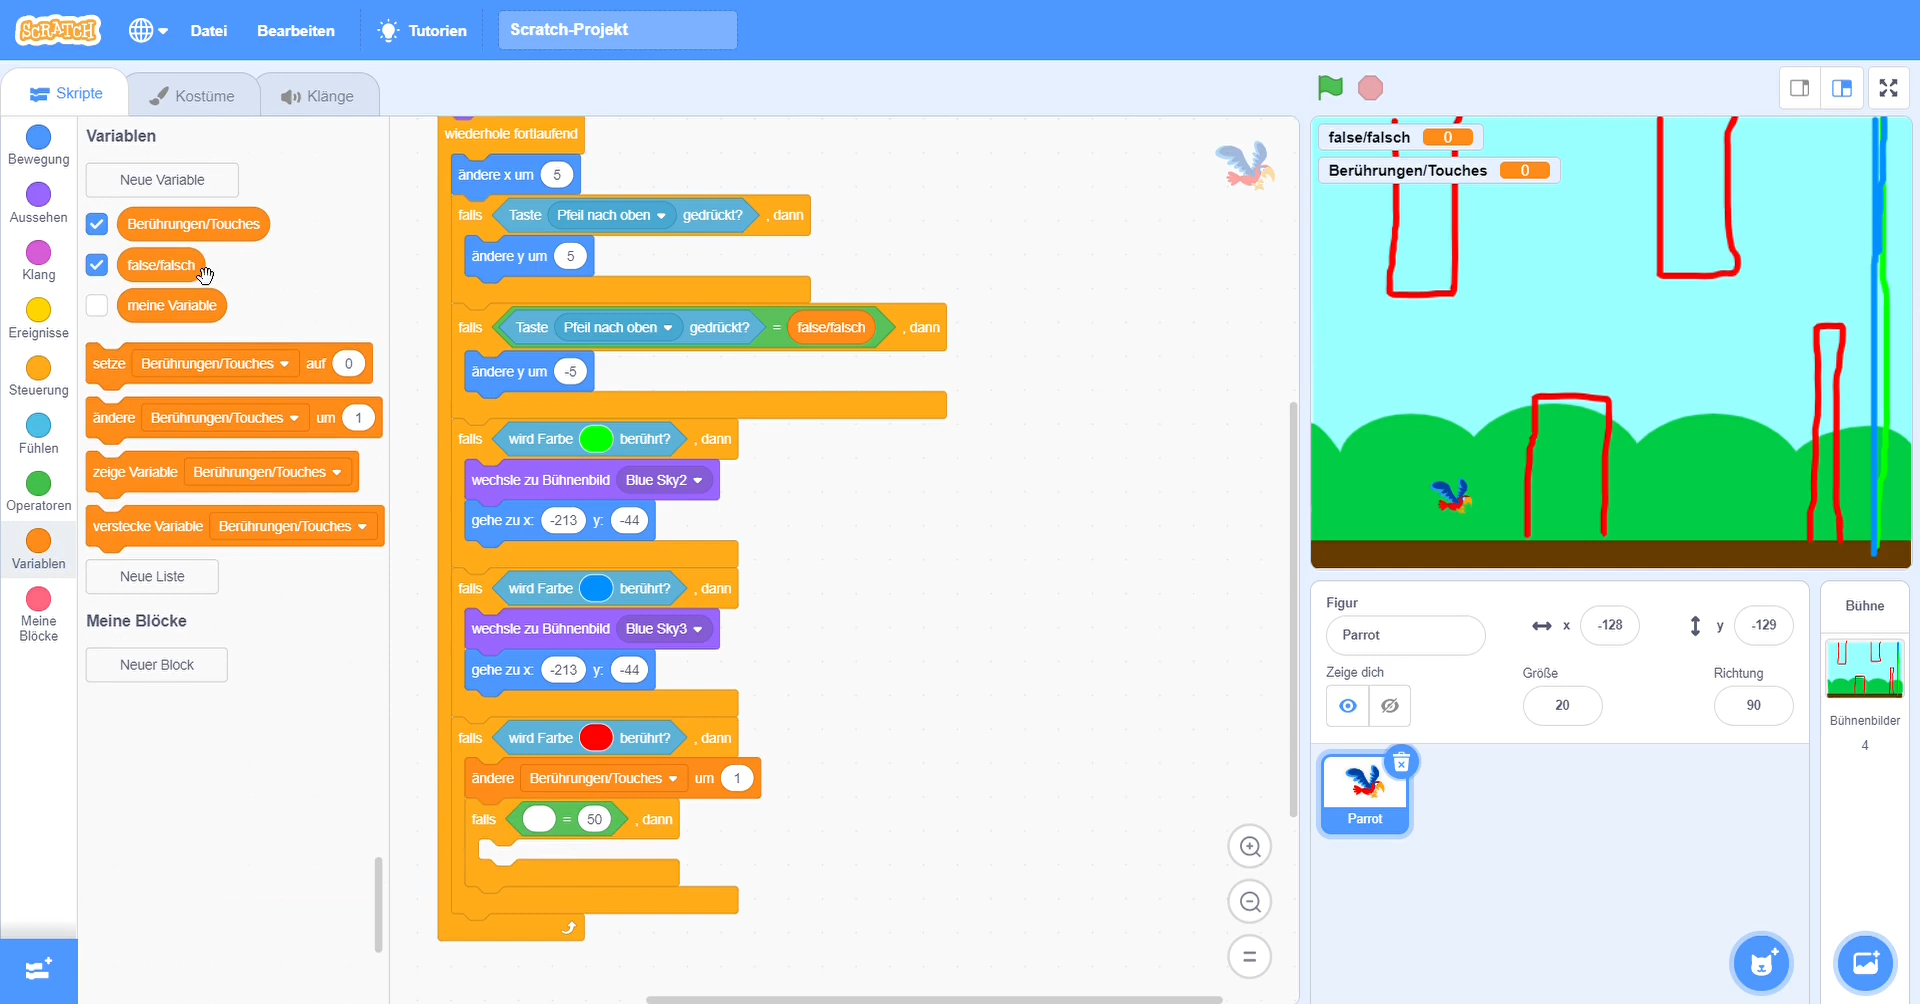 SCRATCH
Datei
Bearbeiten
Tutorien
Scratch-Projekt
Skripte
Kostüme
Klänge
Bewegung
Aussehen
Klang
Ereignisse
Steuerung
Fühlen
Operatoren
Variablen
Meine
Blöcke
Variablen
Neue Variable
Berührungen/Touches
false/falsch
meine Variable
setze Berührungen/Touches auf 0
ändere Berührungen/Touches um 1
zeige Variable Berührungen/Touches
verstecke Variable Berührungen/Touches
Neue Liste
Meine Blöcke
Neuer Block
wiederhole fortlaufend
ändere x um 5
falls Taste Pfeil nach oben gedrückt? , dann
ändere y um 5
falls Taste Pfeil nach oben gedrückt? = false/falsch , dann
ändere y um -5
falls wird Farbe berührt? , dann
wechsle zu Bühnenbild Blue Sky2
gehe zu x: -213 y: -44
falls wird Farbe berührt? , dann
wechsle zu Bühnenbild Blue Sky3
gehe zu x: -213 y: -44
falls wird Farbe berührt? , dann
ändere Berührungen/Touches um 1
falls = 50 , dann
false/falsch 0
Berührungen/Touches 0
Figur
Parrot
x -128
y -129
Zeige dich
Größe
20
Richtung
90
Parrot
Bühne
Bühnenbilder
4